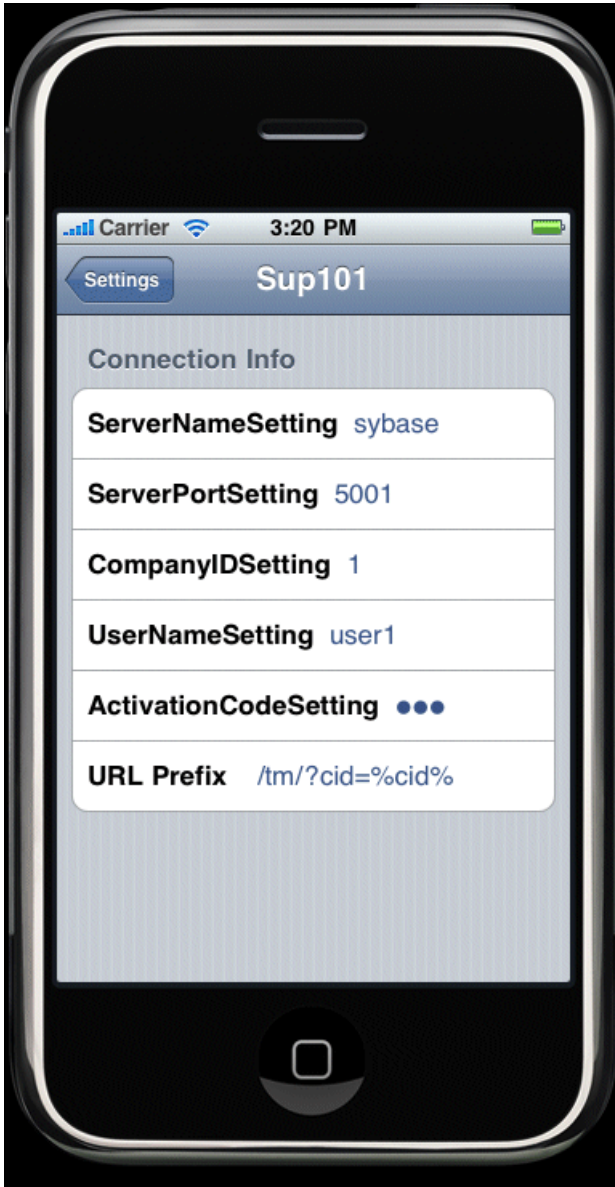 Carrier 3:20 PM
Settings Sup101
Connection Info
ServerNameSetting sybase
ServerPortSetting 5001
CompanyIDSetting 1
UserNameSetting user1
ActivationCodeSetting ●●●
URL Prefix /tm/?cid=%cid%